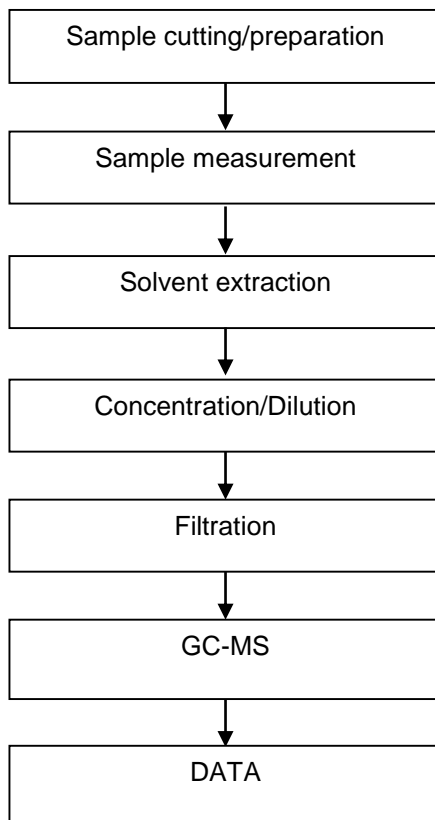 Sample cutting/preparation
Sample measurement
Solvent extraction
Concentration/Dilution
Filtration
GC-MS
DATA